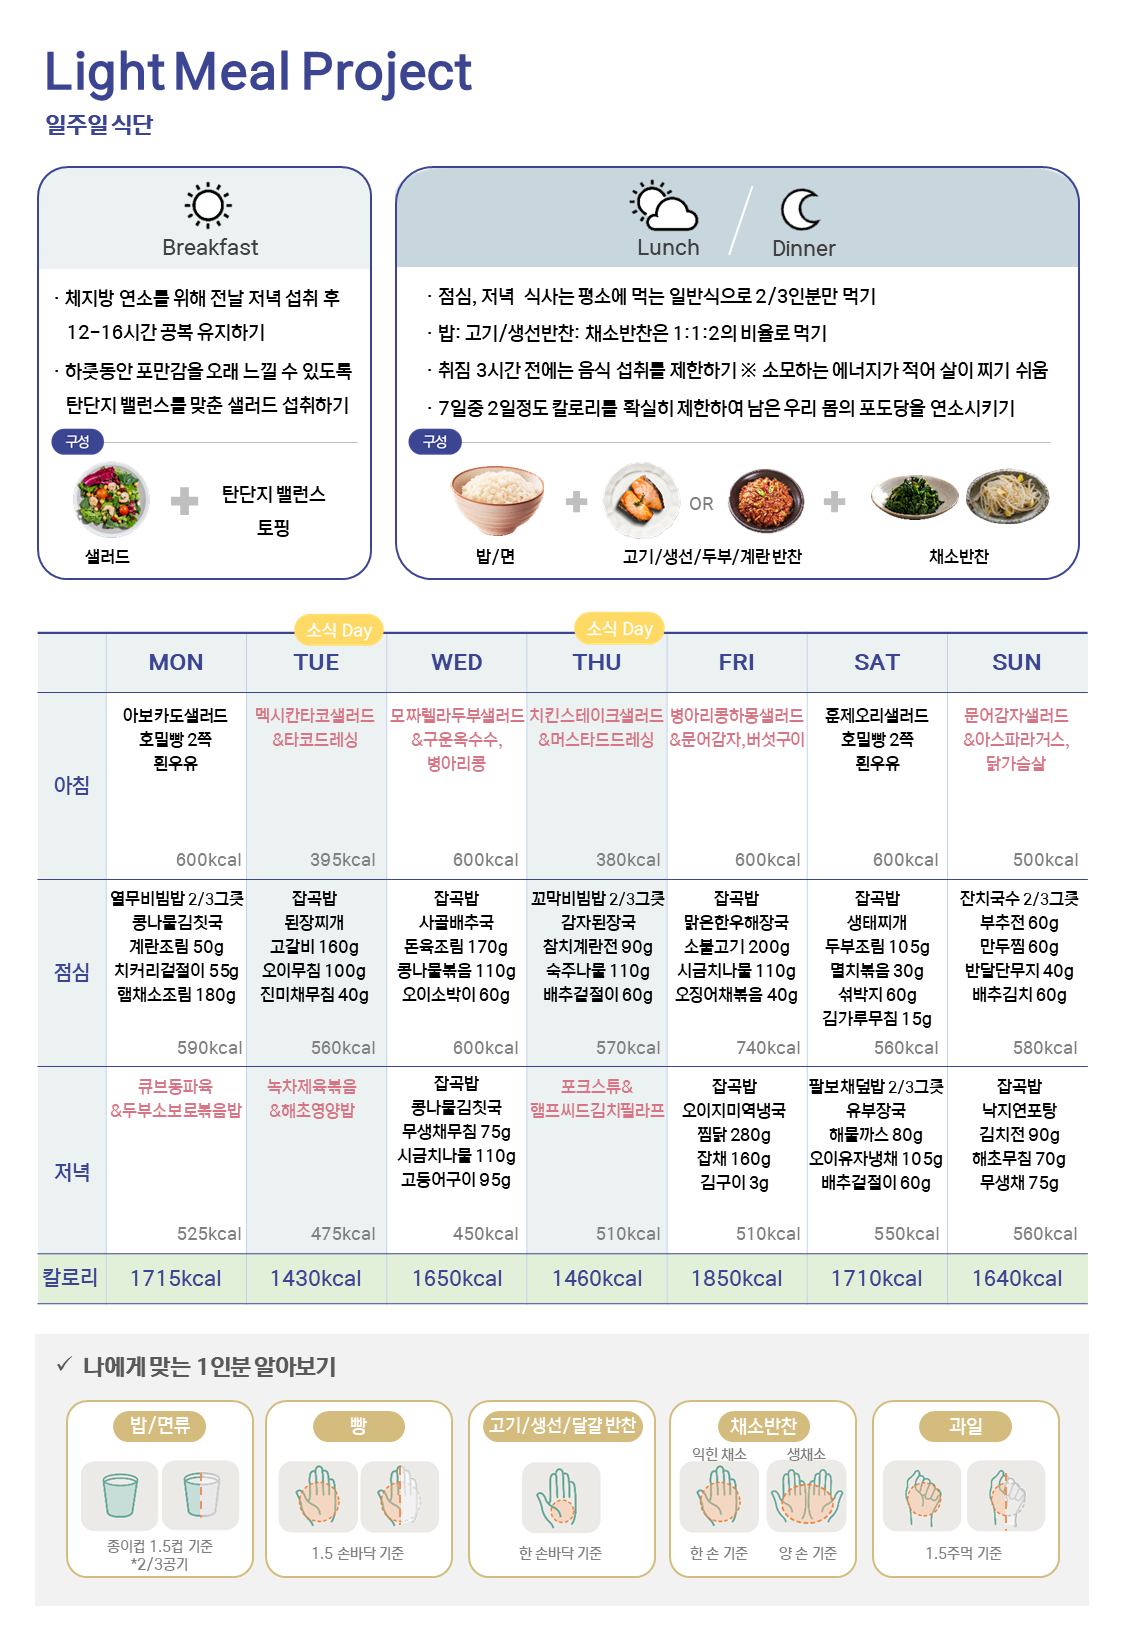 Light Meal Project
일주일 식단
Breakfast
· 체지방 연소를 위해 전날 저녁 섭취 후
12-16시간 공복 유지하기
· 하룻동안 포만감을 오래 느낄 수 있도록
탄단지 밸런스를 맞춘 샐러드 섭취하기
구성
탄단지 밸런스
토핑
샐러드
Lunch
Dinner
· 점심, 저녁 식사는 평소에 먹는 일반식으로 2/3인분만 먹기
· 밥: 고기/생선반찬: 채소반찬은 1:1:2의 비율로 먹기
· 취짐 3시간 전에는 음식 섭취를 제한하기 ※ 소모하는 에너지가 적어 살이 찌기 쉬움
· 7일중 2일정도 칼로리를 확실히 제한하여 남은 우리 몸의 포도당을 연소시키기
구성
OR
밥/면
고기/생선/두부/계란 반찬
채소반찬
소식 Day
소식 Day
MON TUE WED THU FRI SAT SUN
아침
아보카도샐러드
호밀빵 2쪽
흰우유
600kcal
멕시칸타코샐러드
&타코드레싱
395kcal
모짜렐라두부샐러드
&구운옥수수,
병아리콩
600kcal
치킨스테이크샐러드
&머스타드드레싱
380kcal
병아리콩하몽샐러드
&문어감자,버섯구이
600kcal
훈제오리샐러드
호밀빵 2쪽
흰우유
600kcal
문어감자샐러드
&아스파라거스,
닭가슴살
500kcal
점심
열무비빔밥 2/3그릇
콩나물김칫국
계란조림 50g
치커리겉절이 55g
햄채소조림 180g
590kcal
잡곡밥
된장찌개
고갈비 160g
오이무침 100g
진미채무침 40g
560kcal
잡곡밥
사골배추국
돈육조림 170g
콩나물볶음 110g
오이소박이 60g
600kcal
꼬막비빔밥 2/3그릇
감자된장국
참치계란전 90g
숙주나물 110g
배추겉절이 60g
570kcal
잡곡밥
맑은한우해장국
소불고기 200g
시금치나물 110g
오징어채볶음 40g
740kcal
잡곡밥
생태찌개
두부조림 105g
멸치볶음 30g
섞박지 60g
김가루무침 15g
560kcal
잔치국수 2/3그릇
부추전 60g
만두찜 60g
반달단무지 40g
배추김치 60g
580kcal
저녁
큐브동파육
&두부소보로볶음밥
525kcal
녹차제육볶음
&해초영양밥
475kcal
잡곡밥
콩나물김칫국
무생채무침 75g
시금치나물 110g
고등어구이 95g
450kcal
포크스튜&
햄프씨드김치필라프
510kcal
잡곡밥
오이지미역냉국
찜닭 280g
잡채 160g
김구이 3g
510kcal
팔보채덮밥 2/3그릇
유부장국
해물까스 80g
오이유자냉채 105g
배추겉절이 60g
550kcal
잡곡밥
낙지연포탕
김치전 90g
해초무침 70g
무생채 75g
560kcal
칼로리 1715kcal 1430kcal 1650kcal 1460kcal 1850kcal 1710kcal 1640kcal
✓ 나에게 맞는 1인분 알아보기
밥/면류
종이컵 1.5컵 기준
*2/3공기
빵
1.5 손바닥 기준
고기/생선/달걀 반찬
한 손바닥 기준
채소반찬
익힌 채소 생채소
한 손 기준 양 손 기준
과일
1.5주먹 기준